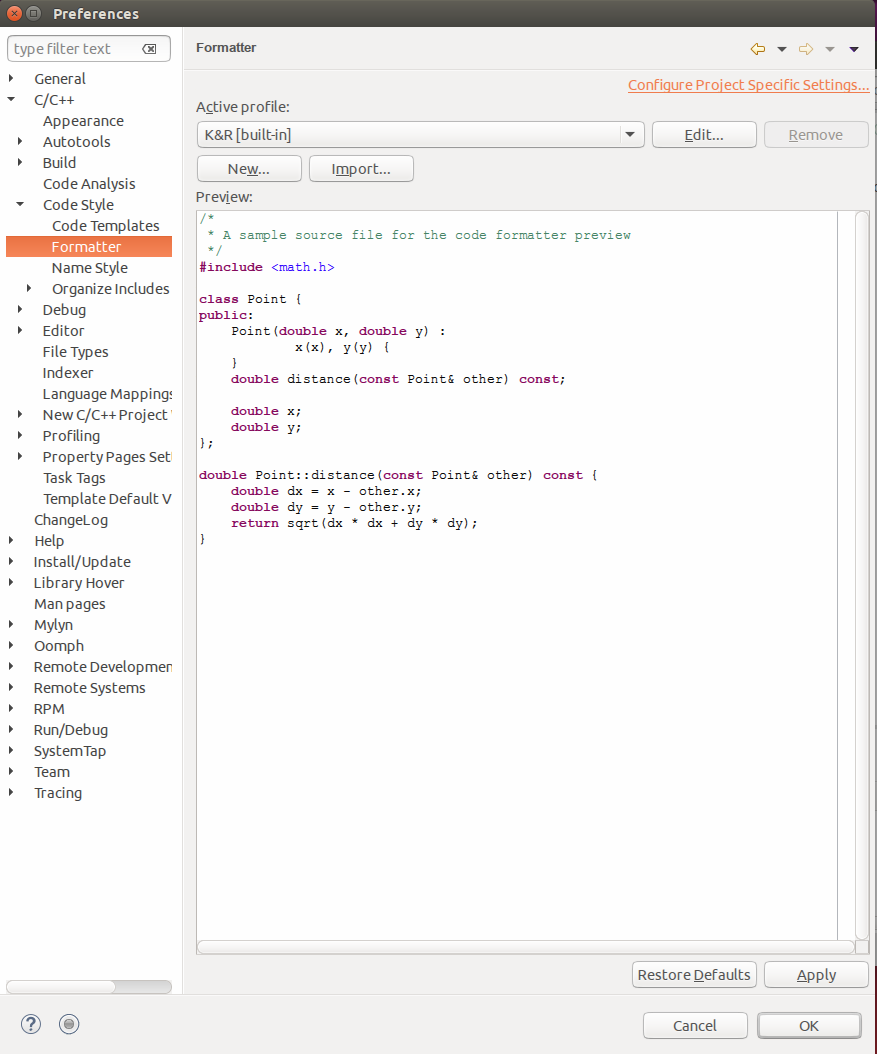 Preferences
type filter text
General
C/C++
Appearance
Autotools
Build
Code Analysis
Code Style
Code Templates
Formatter
Name Style
Organize Includes
Debug
Editor
File Types
Indexer
Language Mappings
New C/C++ Project
Profiling
Property Pages Set
Task Tags
Template Default V
ChangeLog
Help
Install/Update
Library Hover
Man pages
Mylyn
Oomph
Remote Developmen
Remote Systems
RPM
Run/Debug
SystemTap
Team
Tracing
Formatter
Configure Project Specific Settings...
Active profile:
K&R [built-in] Edit... Remove
New... Import...
Preview:
/*
 * A sample source file for the code formatter preview
 */
#include <math.h>
class Point {
public:
    Point(double x, double y) :
            x(x), y(y) {
    }
    double distance(const Point& other) const;
    double x;
    double y;
};
double Point::distance(const Point& other) const {
    double dx = x - other.x;
    double dy = y - other.y;
    return sqrt(dx * dx + dy * dy);
}
Restore Defaults Apply
? Cancel OK